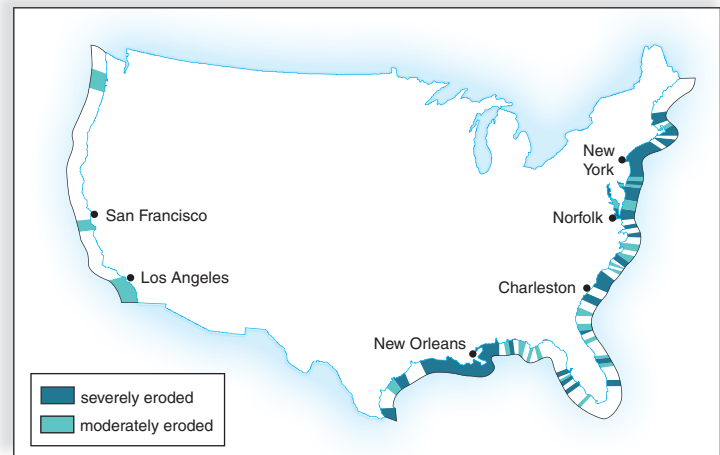 New
York
San Francisco
Norfolk
Los Angeles
Charleston
New Orleans
severely eroded
moderately eroded